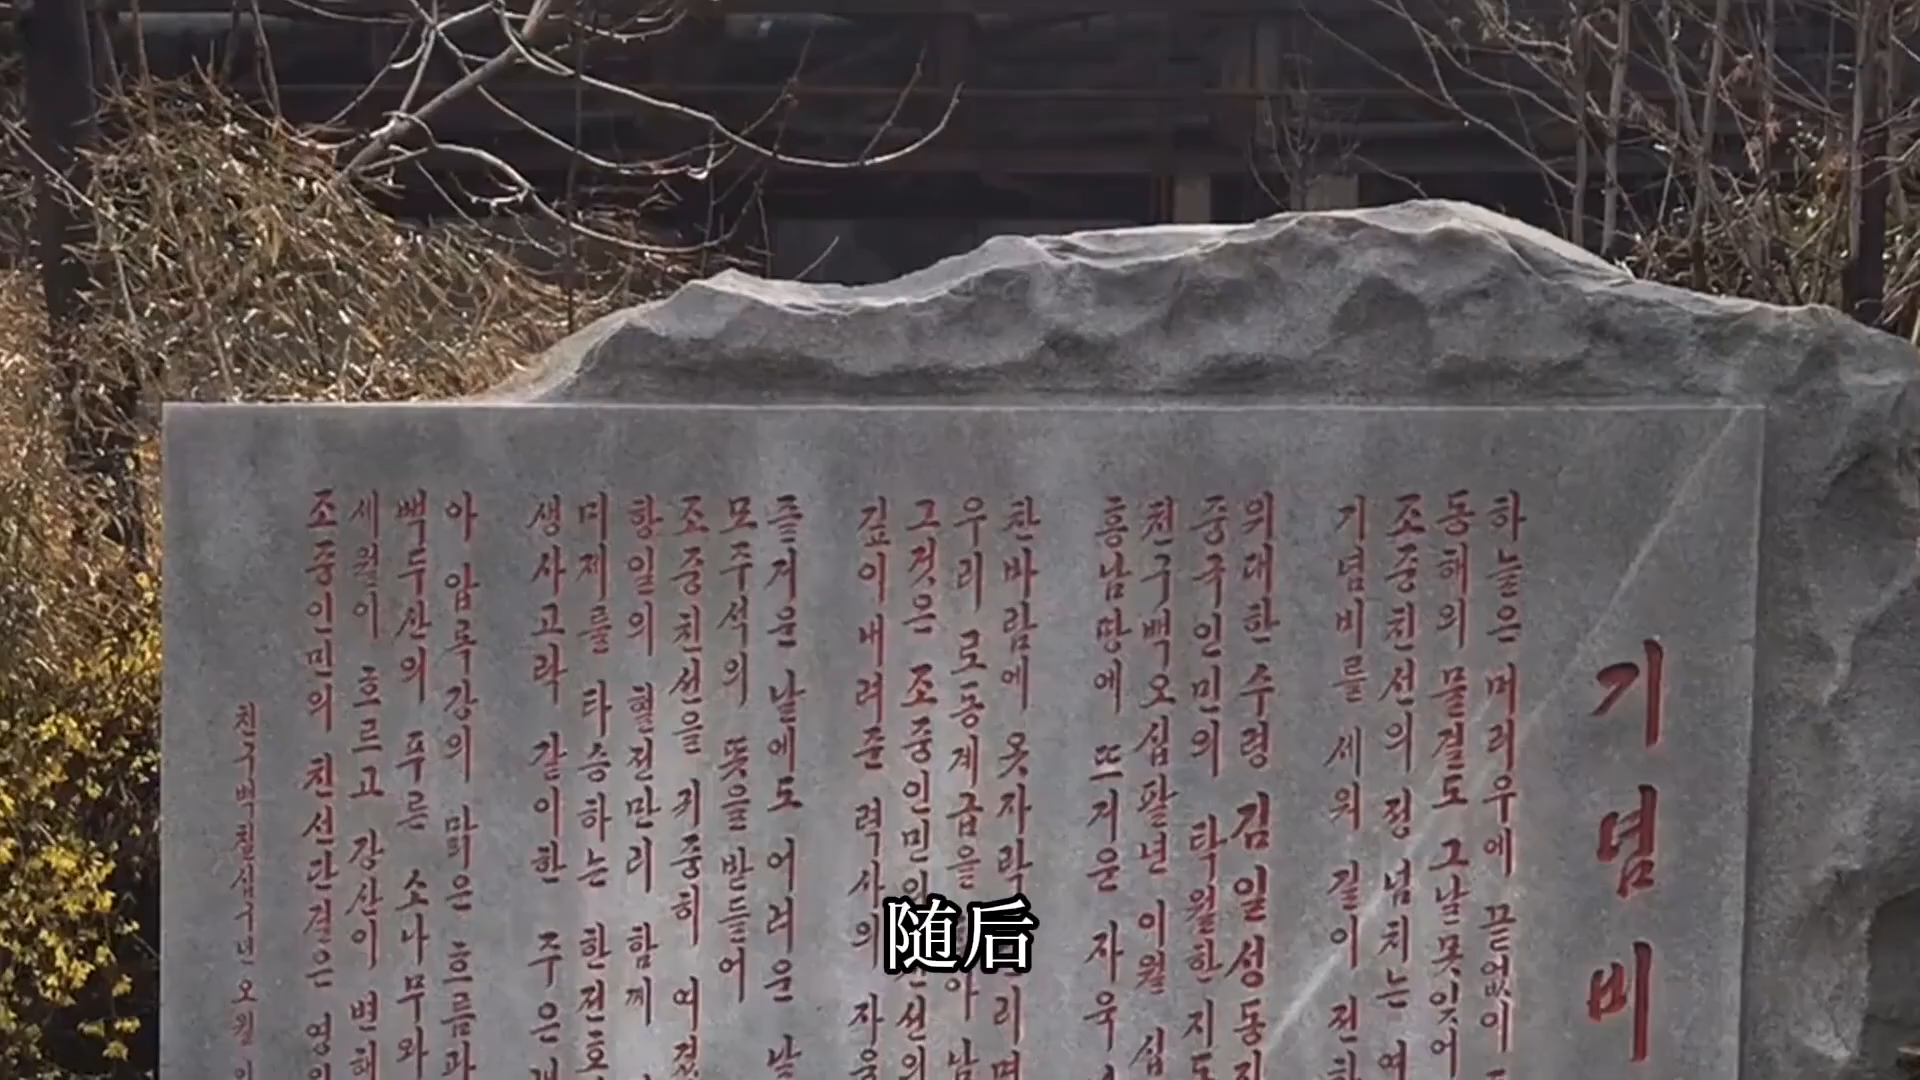 기념비
하늘은 머리우에 끝없이
동해의 물결도 그날못잊어
조중친선의 정 넘치는
기념비를 세워 길이 전하
위대한 수령 김일성동지
중국인민의 탁월한 지도
천구백오십팔년 이월 십
흥남땅에 뜨거운 자욱
찬바람에 옷자락
우리 로동계급을
그것은 조중인민의 친선의
깊이 내려준 력사의 자욱
즐거운 날에도 어려운 날
모주석의 뜻을받들어
조중친선을 귀중히 여겼
항일의 혈전만리 함께
미제를 타승하는 한전호
생사고락 같이한
아 압록강의 맑은 흐름과
백두산의 푸른 소나무와
세월이 흐르고 강산이 변해
조중인민의 친선단결은 영원
천구백칠십구년 오월
随后